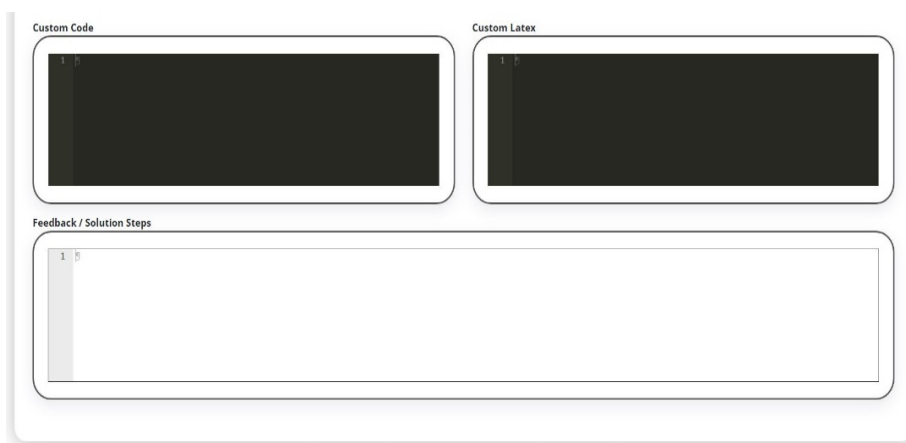 Custom Code
Custom Latex
1 ¶
1 ¶
Feedback / Solution Steps
1 ¶